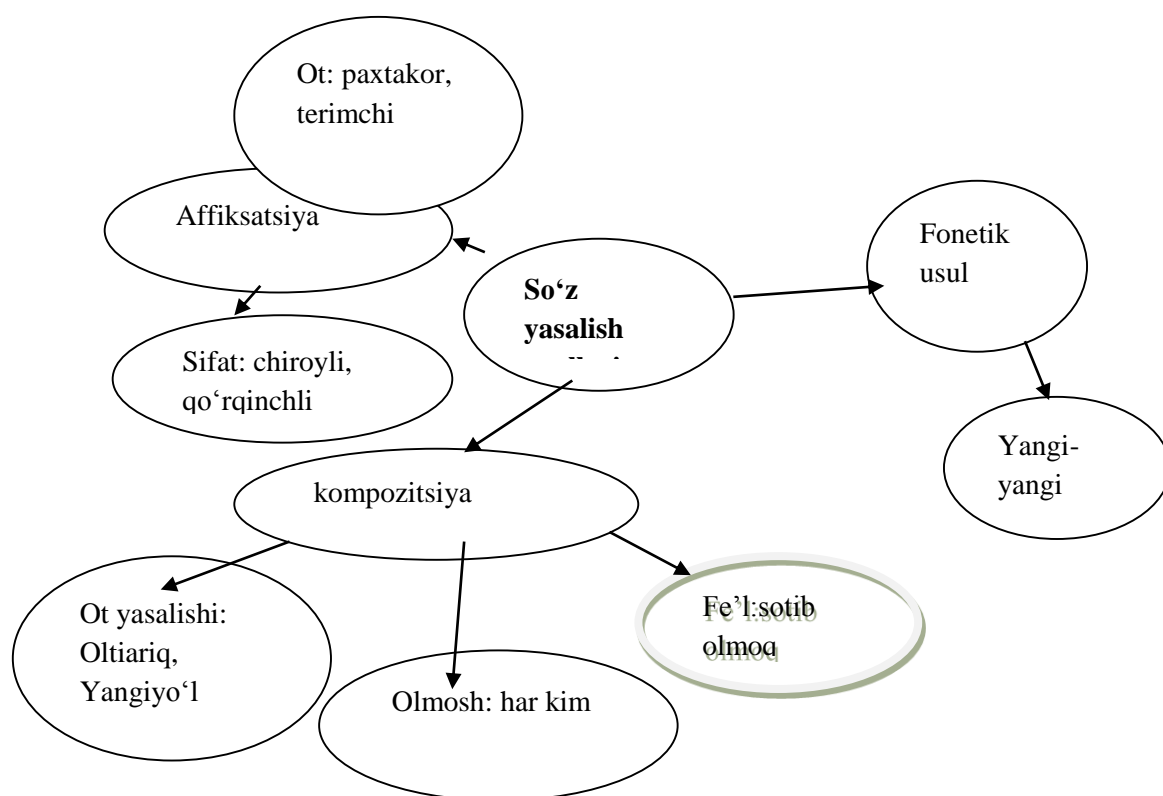 Ot: paxtakor,
terimchi
Affiksatsiya
Fonetik
usul
So‘z
yasalish
Sifat: chiroyli,
qo‘rqinchli
Yangi-
yangi
kompozitsiya
Ot yasalishi:
Oltiariq,
Yangiyo‘l
Fe’l:sotib
olmoq
Olmosh: har kim